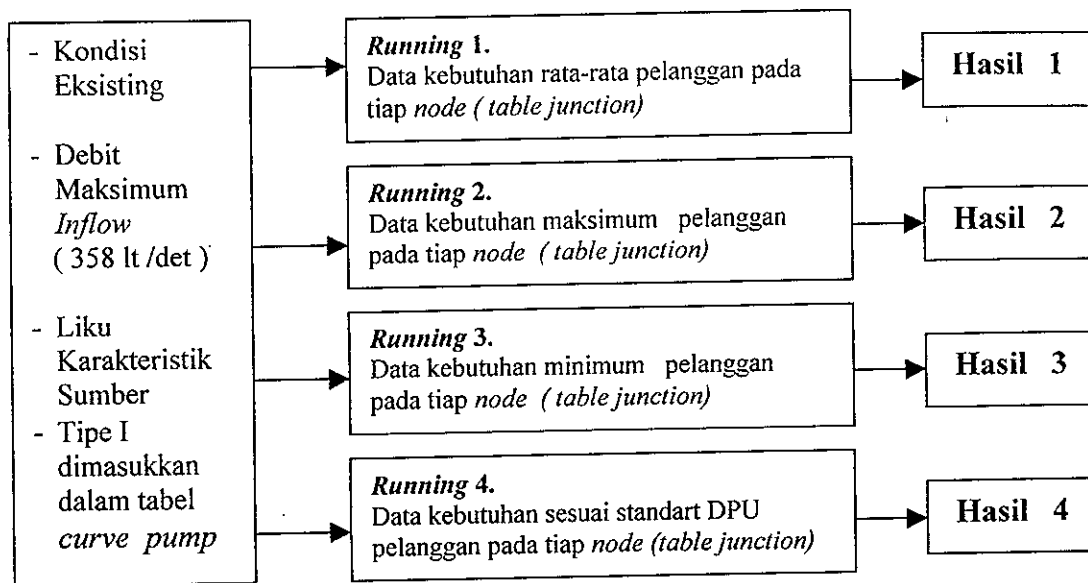 - Kondisi
Eksisting
- Debit
Maksimum
Inflow
( 358 lt /det )
- Liku
Karakteristik
Sumber
- Tipe I
dimasukkan
dalam tabel
curve pump
Running 1.
Data kebutuhan rata-rata pelanggan pada
tiap node ( table junction)
Hasil 1
Running 2.
Data kebutuhan maksimum pelanggan
pada tiap node ( table junction)
Hasil 2
Running 3.
Data kebutuhan minimum pelanggan
pada tiap node ( table junction)
Hasil 3
Running 4.
Data kebutuhan sesuai standart DPU
pelanggan pada tiap node (table junction)
Hasil 4